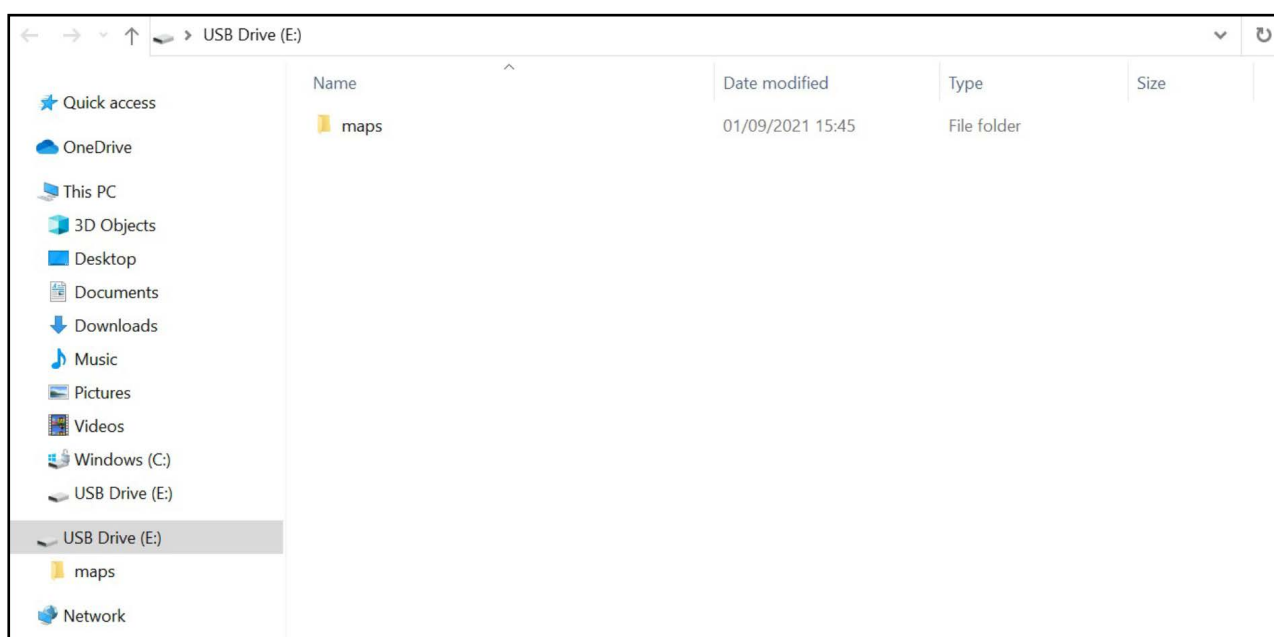 USB Drive (E:)
Name Date modified Type Size
maps 01/09/2021 15:45 File folder
Quick access
OneDrive
This PC
3D Objects
Desktop
Documents
Downloads
Music
Pictures
Videos
Windows (C:)
USB Drive (E:)
USB Drive (E:)
maps
Network